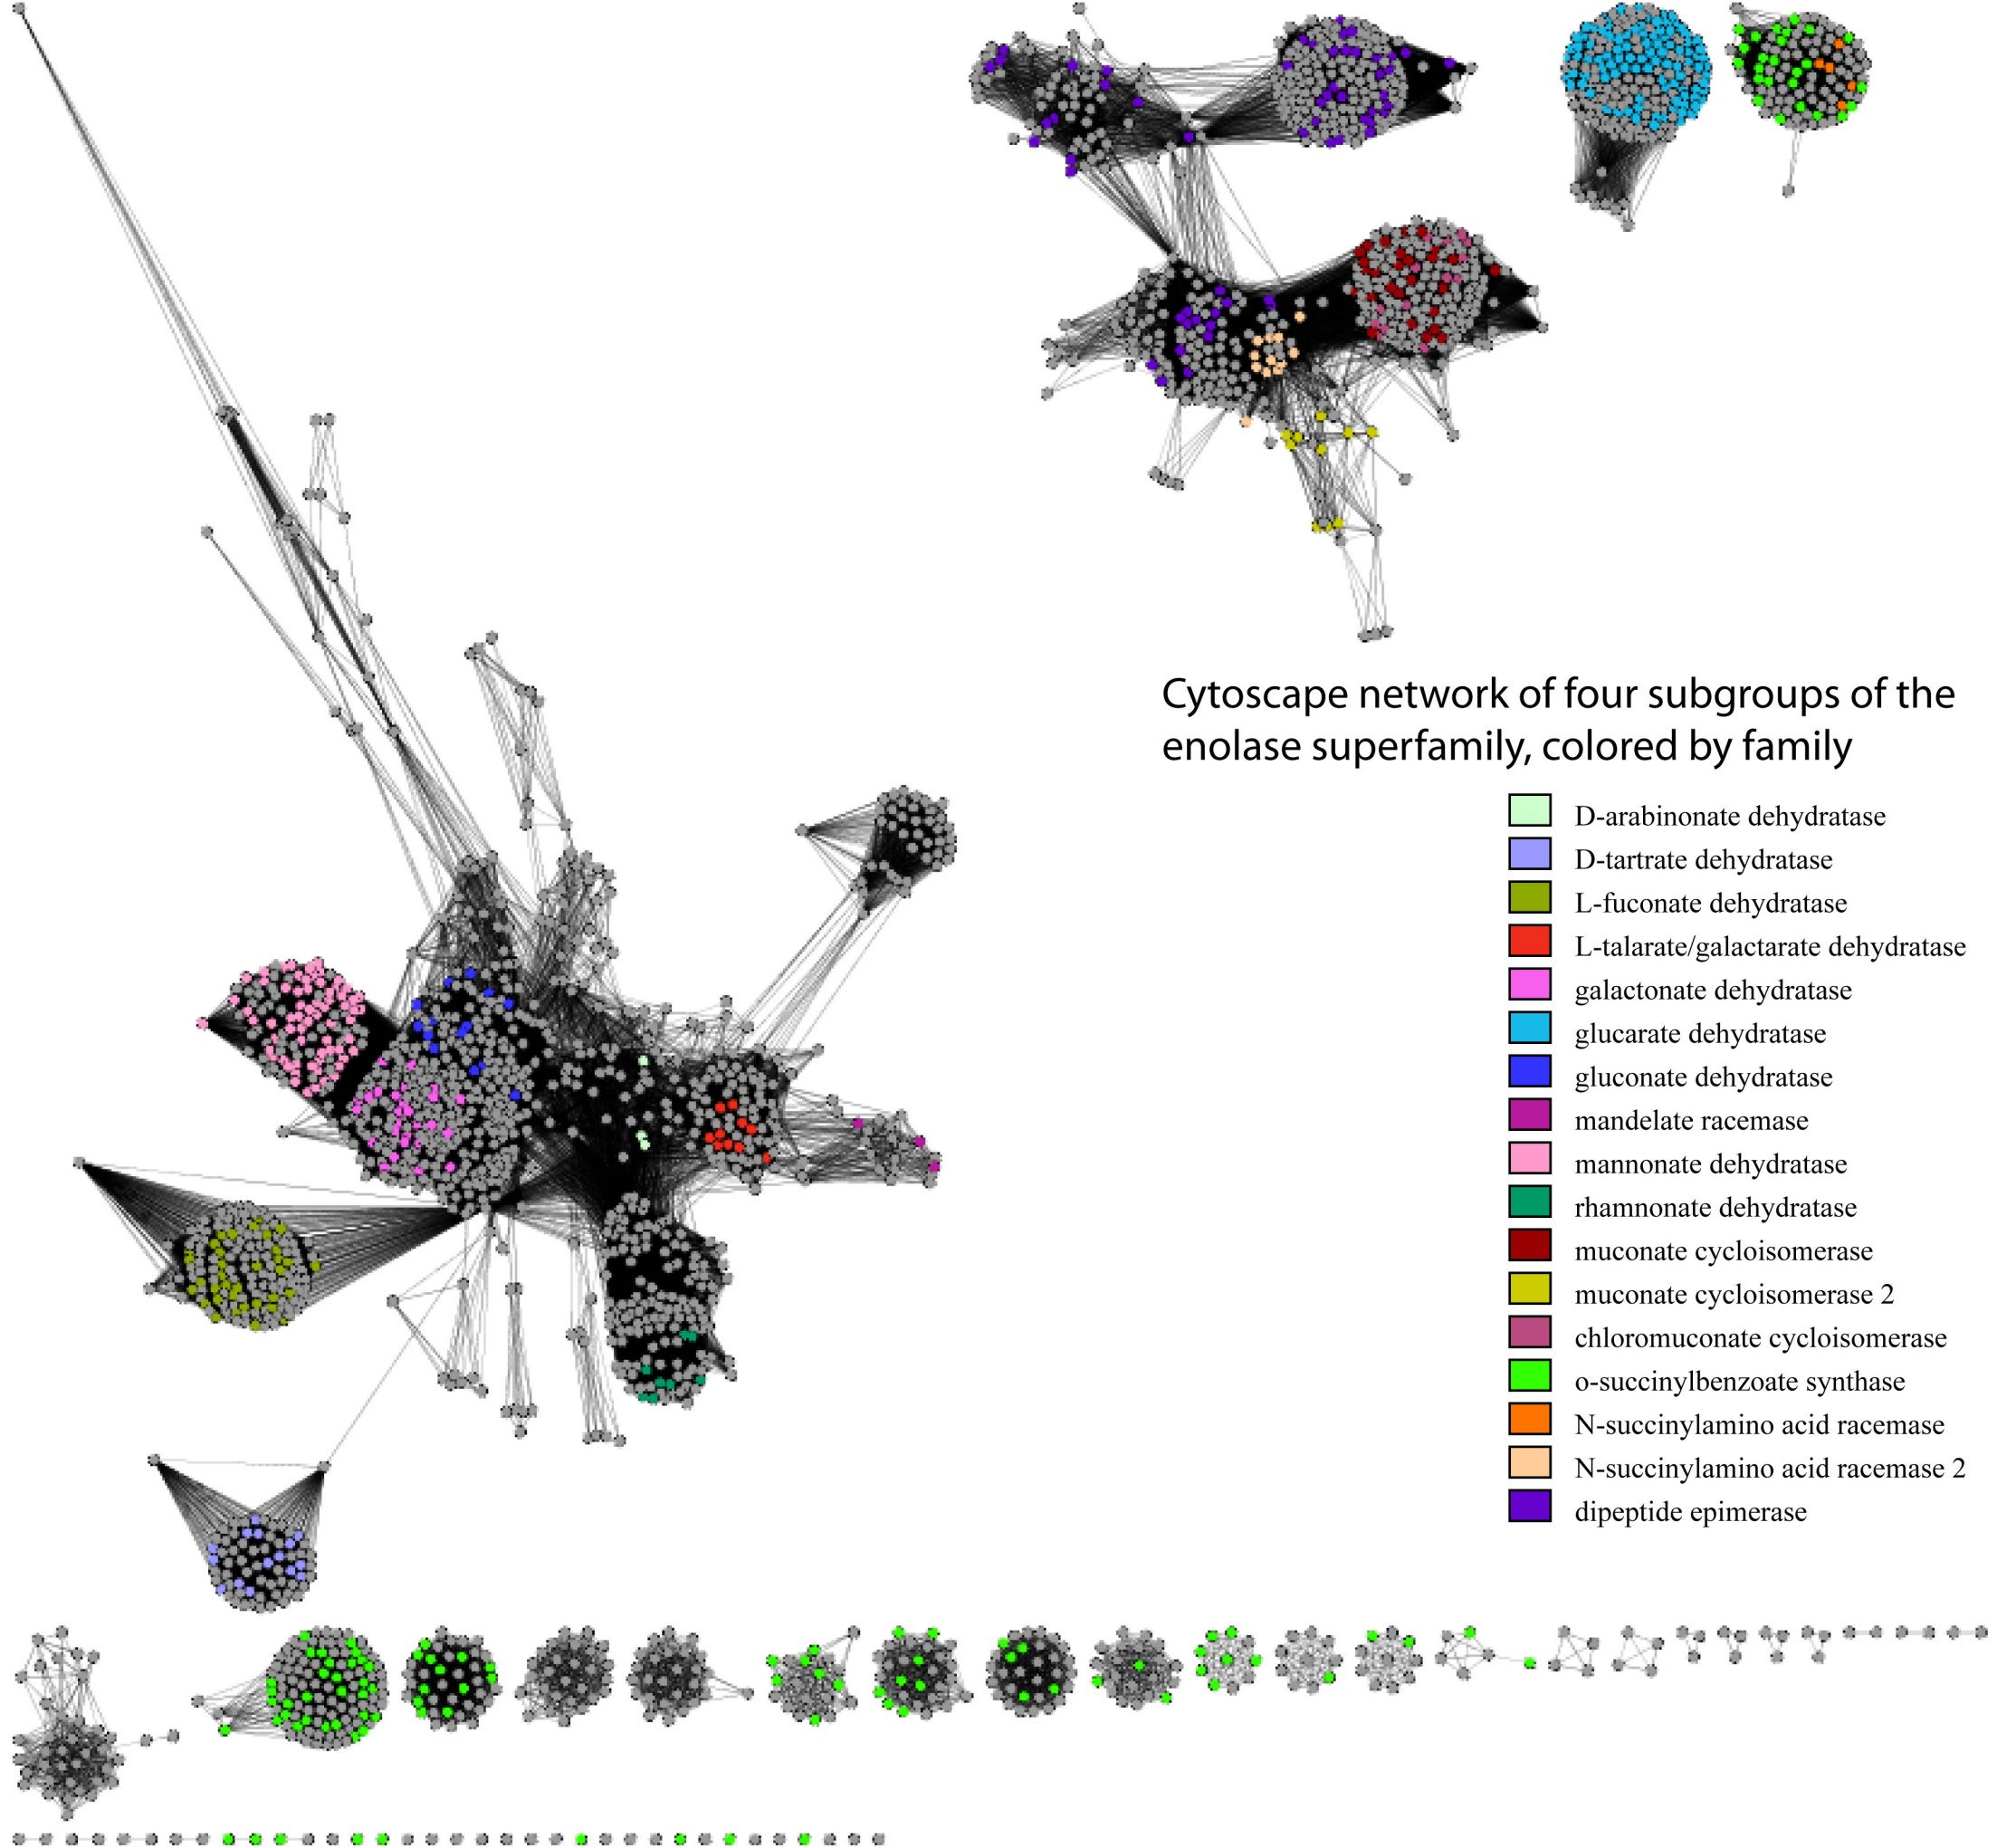 Cytoscape network of four subgroups of the
enolase superfamily, colored by family
D-arabinonate dehydratase
D-tartrate dehydratase
L-fuconate dehydratase
L-talarate/galactarate dehydratase
galactonate dehydratase
glucarate dehydratase
gluconate dehydratase
mandelate racemase
mannonate dehydratase
rhamnonate dehydratase
muconate cycloisomerase
muconate cycloisomerase 2
chloromuconate cycloisomerase
o-succinylbenzoate synthase
N-succinylamino acid racemase
N-succinylamino acid racemase 2
dipeptide epimerase